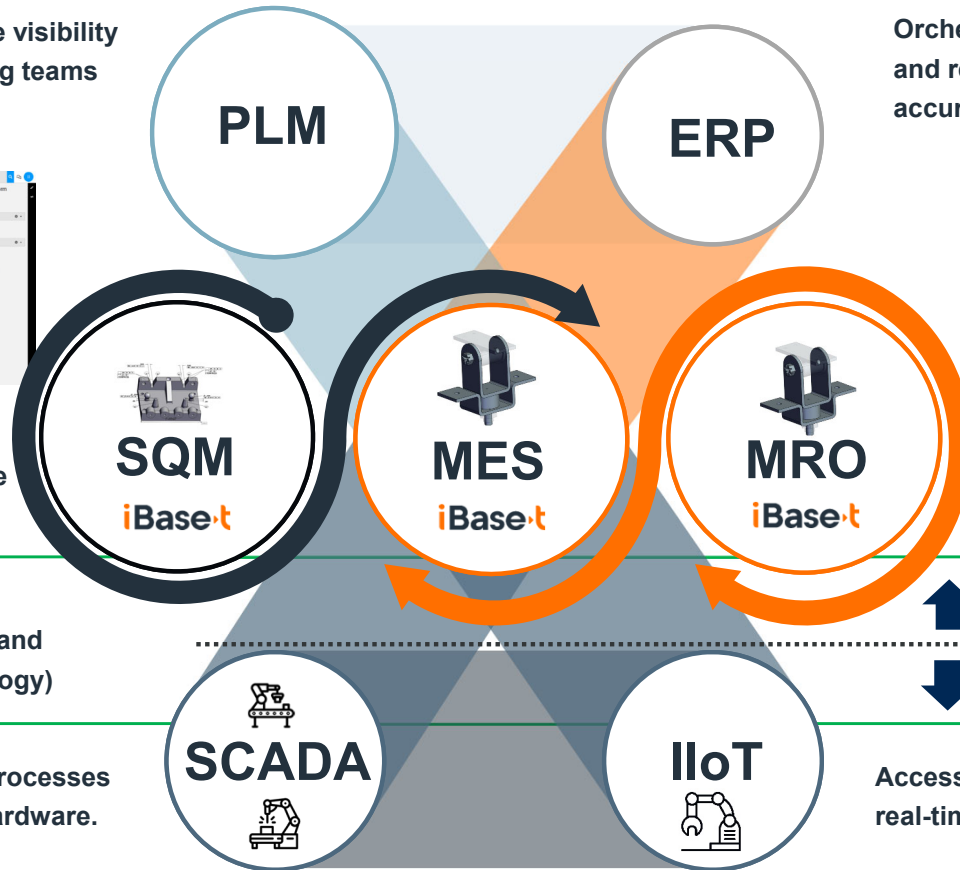 e visibility
g teams
PLM
ERP
Orche
and re
accur
SQM
iBase·t
MES
iBase·t
MRO
iBase·t
e
and
ogy)
SCADA
IIoT
rocesses
ardware.
Access
real-tin